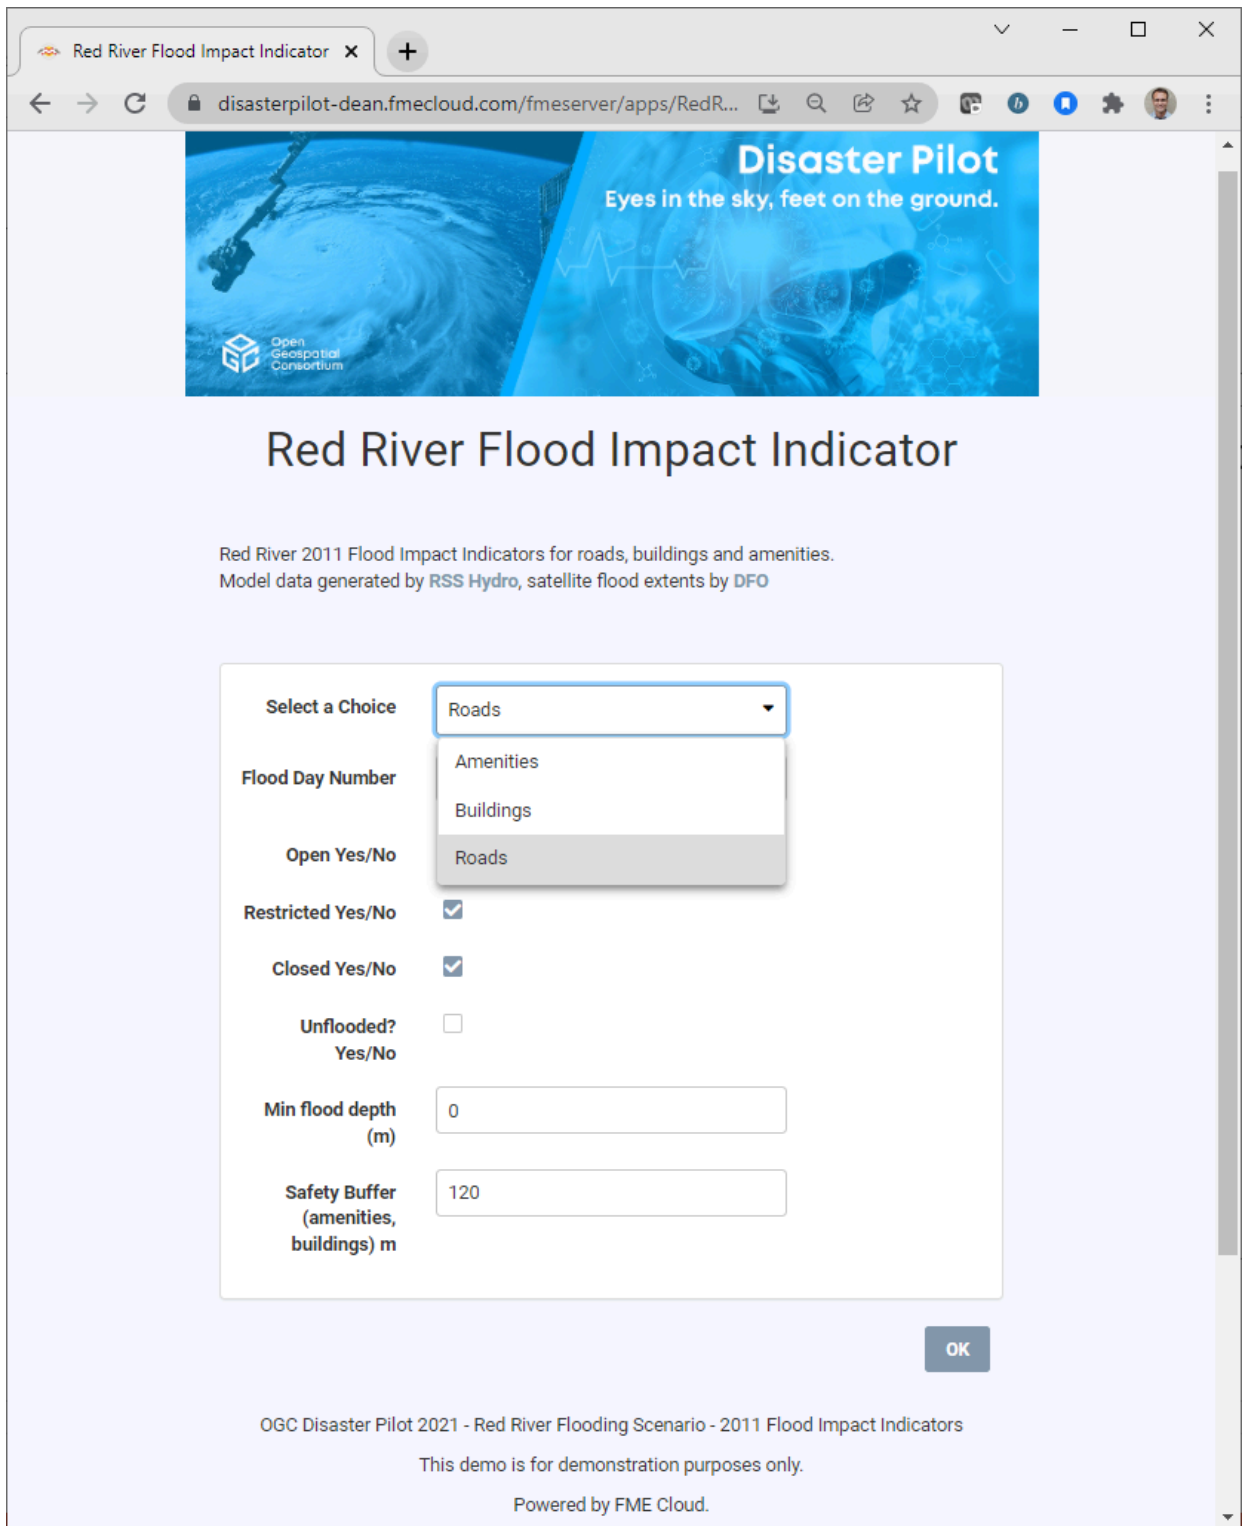 Red River Flood Impact Indicator
disasterpilot-dean.fmecloud.com/fmeserver/apps/RedR...
b
Disaster Pilot
Eyes in the sky, feet on the ground.
Open
Geospatial
Consortium
Red River Flood Impact Indicator
Red River 2011 Flood Impact Indicators for roads, buildings and amenities.
Model data generated by RSS Hydro, satellite flood extents by DFO
Select a Choice
Roads
Amenities
Flood Day Number
Buildings
Open Yes/No
Roads
Restricted Yes/No
Closed Yes/No
Unflooded?
Yes/No
Min flood depth
(m)
0
Safety Buffer
(amenities,
buildings) m
120
OK
OGC Disaster Pilot 2021 - Red River Flooding Scenario - 2011 Flood Impact Indicators
This demo is for demonstration purposes only.
Powered by FME Cloud.